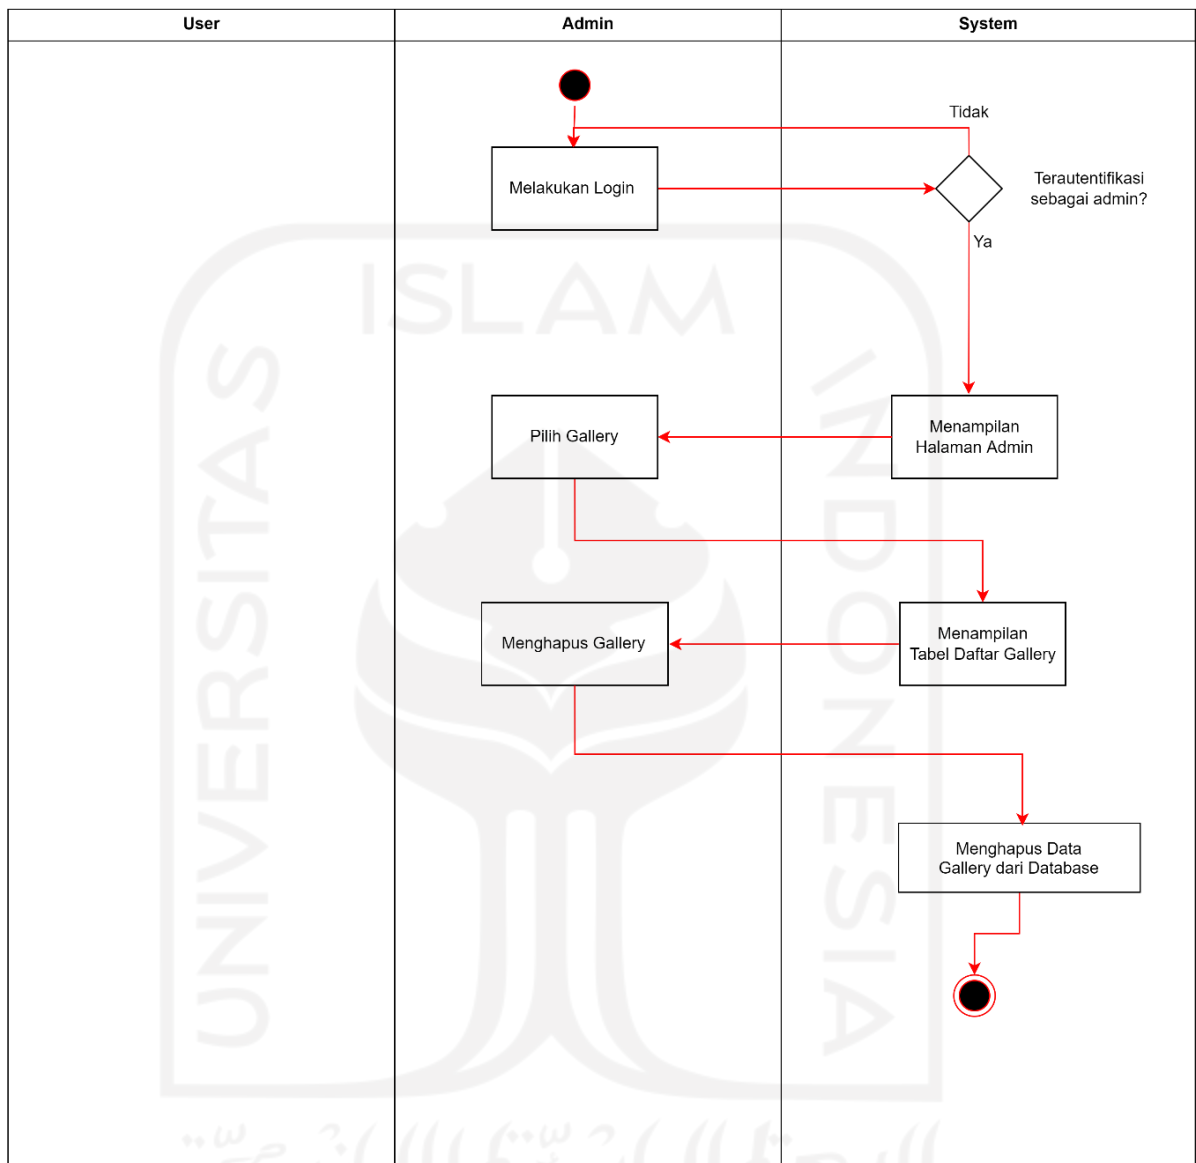 User
Admin
System
Tidak
Melakukan Login
Terautentifikasi
sebagai admin?
Ya
ISLAM
UNIVERSITAS
INDONESIA
Pilih Gallery
Menampilan
Halaman Admin
Menghapus Gallery
Menampilan
Tabel Daftar Gallery
Menghapus Data
Gallery dari Database